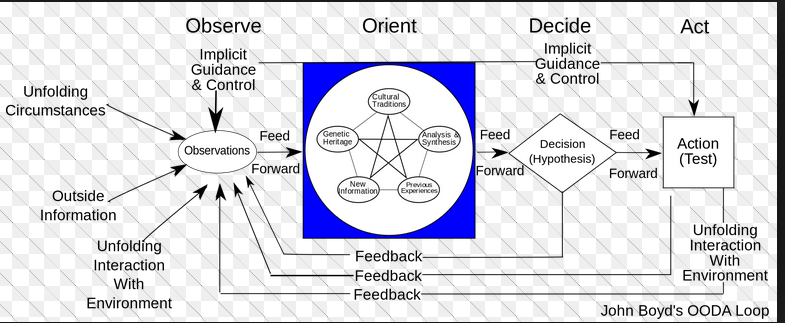 Observe
Orient
Decide
Act
Implicit
Guidance
& Control
Implicit
Guidance
& Control
Unfolding
Circumstances
Observations
Feed
Forward
Cultural
Traditions
Genetic
Heritage
Analysis &
Synthesis
New
Information
Previous
Experiences
Feed
Forward
Decision
(Hypothesis)
Feed
Forward
Action
(Test)
Outside
Information
Unfolding
Interaction
With
Environment
Unfolding
Interaction
With
Environment
Feedback
Feedback
Feedback
John Boyd's OODA Loop